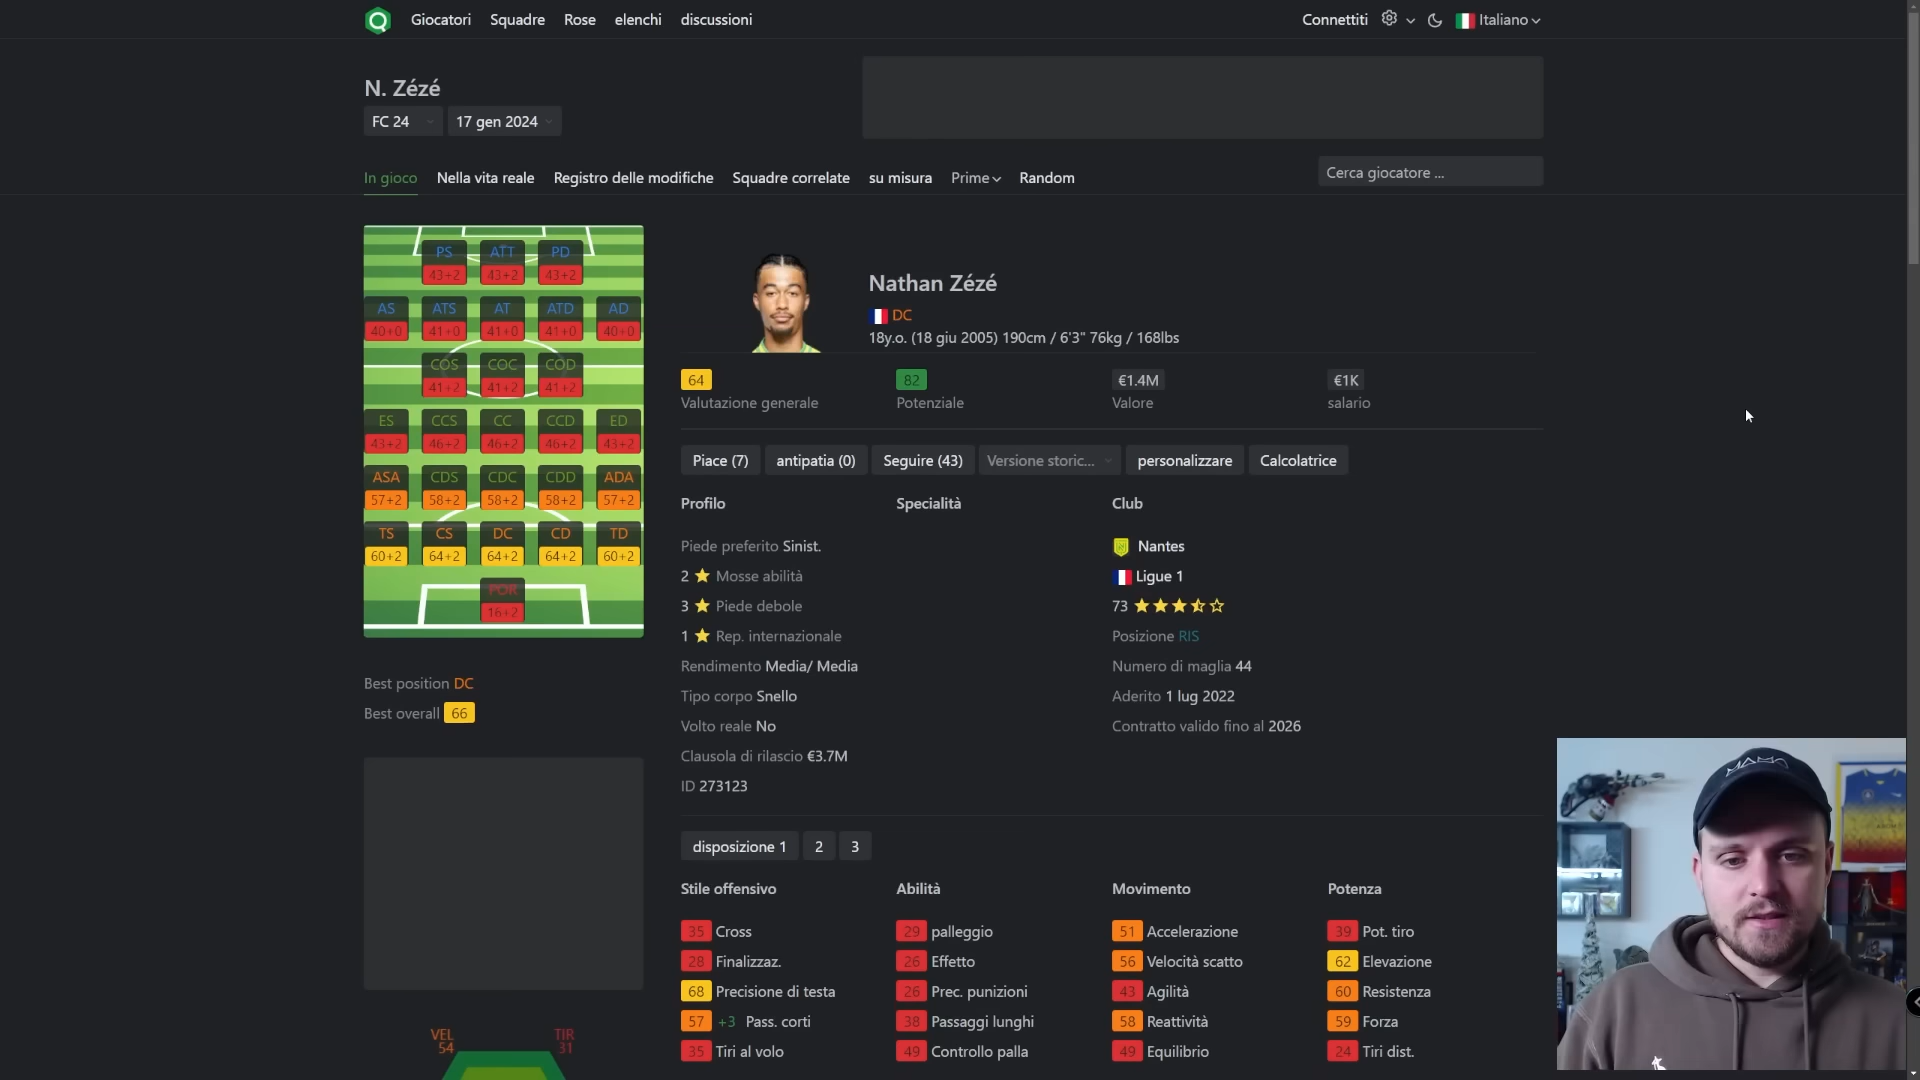 Giocatori Squadre Rose elenchi discussioni Connettiti Italiano
N. Zézé
FC 24 17 gen 2024
In gioco Nella vita reale Registro delle modifiche Squadre correlate su misura Prime Random Cerca giocatore ...
PS ATT PD
43+2 43+2 43+2
AS ATS AT ATD AD
40+0 41+0 41+0 41+0 40+0
COS COC COD
41+2 41+2 41+2
ES CCS CC CCD ED
43+2 46+2 46+2 46+2 43+2
ASA CDS CDC CDD ADA
57+2 58+2 58+2 58+2 57+2
TS CS DC CD TD
60+2 64+2 64+2 64+2 60+2
POR
16+2
Best position DC
Best overall 66
VEL TIR
54 31
Nathan Zézé
DC
18y.o. (18 giu 2005) 190cm / 6'3" 76kg / 168lbs
64 82 €1.4M €1K
Valutazione generale Potenziale Valore salario
Piace (7) antipatia (0) Seguire (43) Versione storic... personalizzare Calcolatrice
Profilo Specialità Club
Piede preferito Sinist. Nantes
2 Mosse abilità Ligue 1
3 Piede debole 73
1 Rep. internazionale Posizione RIS
Rendimento Media/ Media Numero di maglia 44
Tipo corpo Snello Aderito 1 lug 2022
Volto reale No Contratto valido fino al 2026
Clausola di rilascio €3.7M
ID 273123
disposizione 1 2 3
Stile offensivo Abilità Movimento Potenza
35 Cross 29 palleggio 51 Accelerazione 39 Pot. tiro
28 Finalizzaz. 26 Effetto 56 Velocità scatto 62 Elevazione
68 Precisione di testa 26 Prec. punizioni 43 Agilità 60 Resistenza
57 +3 Pass. corti 38 Passaggi lunghi 58 Reattività 59 Forza
35 Tiri al volo 49 Controllo palla 49 Equilibrio 24 Tiri dist.